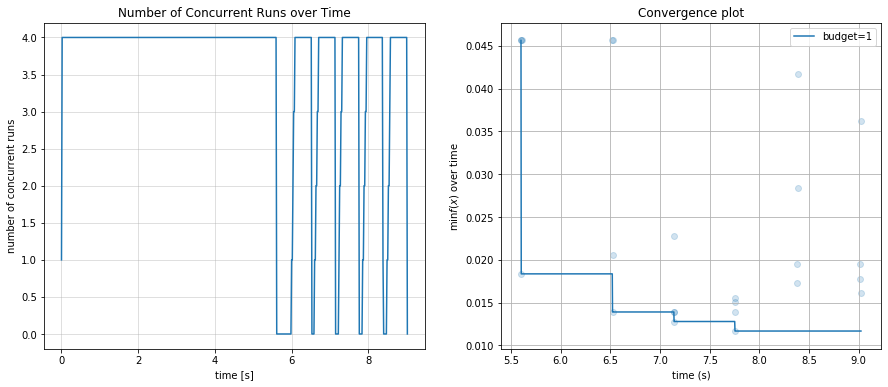 Number of Concurrent Runs over Time
number of concurrent runs
4.0
3.5
3.0
2.5
2.0
1.5
1.0
0.5
0.0
0 2 4 6 8
time [s]
Convergence plot
budget=1
min f(x) over time
0.045
0.040
0.035
0.030
0.025
0.020
0.015
0.010
5.5 6.0 6.5 7.0 7.5 8.0 8.5 9.0
time (s)